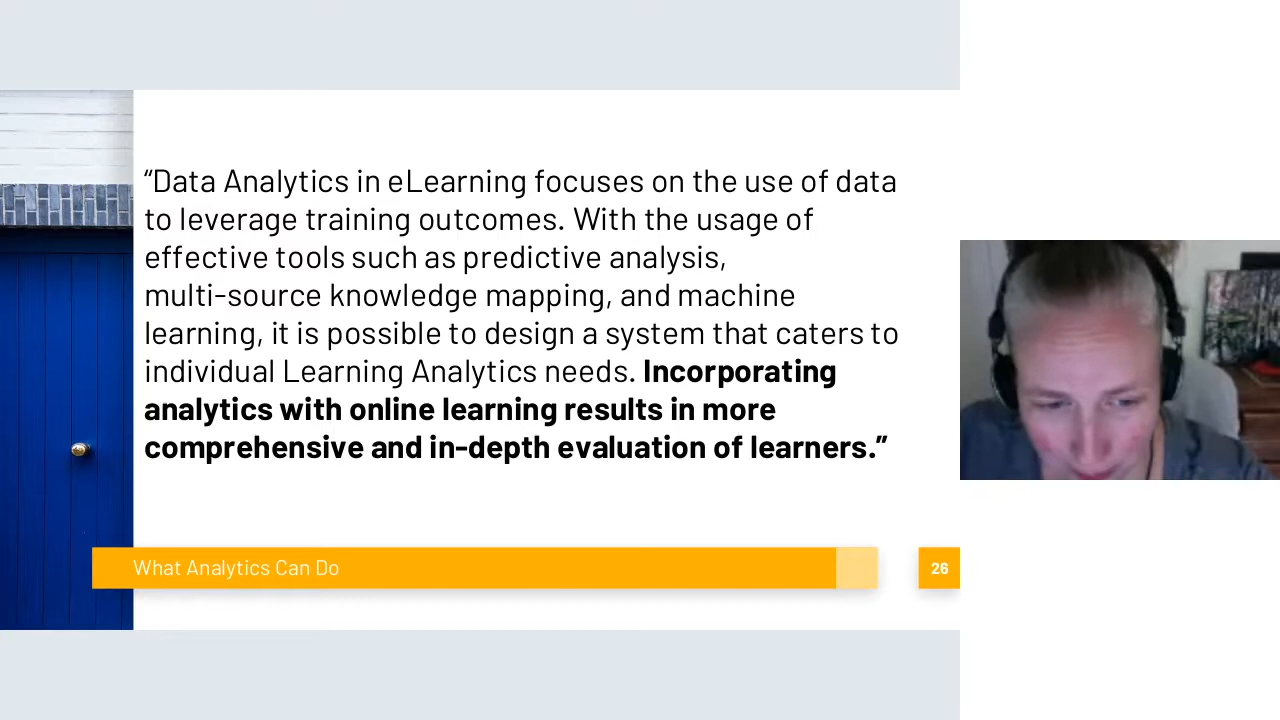 “Data Analytics in eLearning focuses on the use of data
to leverage training outcomes. With the usage of
effective tools such as predictive analysis,
multi-source knowledge mapping, and machine
learning, it is possible to design a system that caters to
individual Learning Analytics needs. Incorporating
analytics with online learning results in more
comprehensive and in-depth evaluation of learners.”
What Analytics Can Do
26